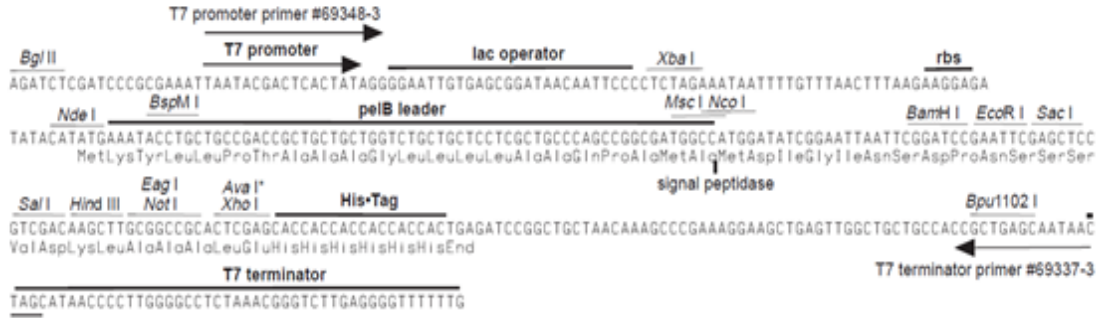 T7 promoter primer #69348-3
Bgl II T7 promoter lac operator Xba I rbs
AGATCTCGATCCCGCGAAATTAATACGACTCACTATAGGGGAATTGTGAGCGGATAACAATTCCCCTCTAGAAATAATTTTGTTTAACTTTAAGAAGGAGA
Nde I BspM I pelB leader Msc I Nco I BamH I EcoR I Sac I
TATACATATGAAATACCTGCTGCCGACCGCTGCTGCTGGTCTGCTGCTCCTCGCTGCCCAGCCGGCGATGGCCATGGATATCGGAATTAATTCGGATCCGAATTCGAGCTCC
MetLysTyrLeuLeuProThrAlaAlaAlaGlyLeuLeuLeuLeuAlaAlaGlnProAlaMetAlaMetAspIleGlyIleAsnSerAspProAsnSerSerSer
signal peptidase
Sal I Hind III Eag I Not I Ava I* Xho I His•Tag Bpu1102 I
GTCGACAAGCTTGCGGCCGCACTCGAGCACCACCACCACCACCACTGAGATCCGGCTGCTAACAAAGCCCGAAAGGAAGCTGAGTTGGCTGCTGCCACCGCTGAGCAATAAC
ValAspLysLeuAlaAlaAlaLeuGluHisHisHisHisHisHisEnd
T7 terminator T7 terminator primer #69337-3
TAGCATAACCCCTTGGGGCCTCTAAACGGGTCTTGAGGGGTTTTTTG